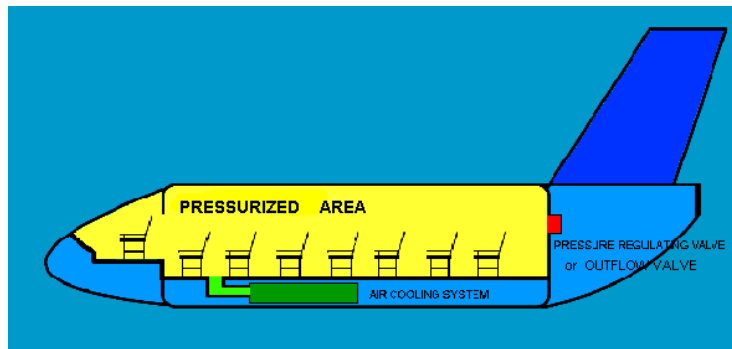 PRESSURIZED AREA
PRESSURE REGULATING VALVE
or OUTFLOW VALVE
AIR COOLING SYSTEM